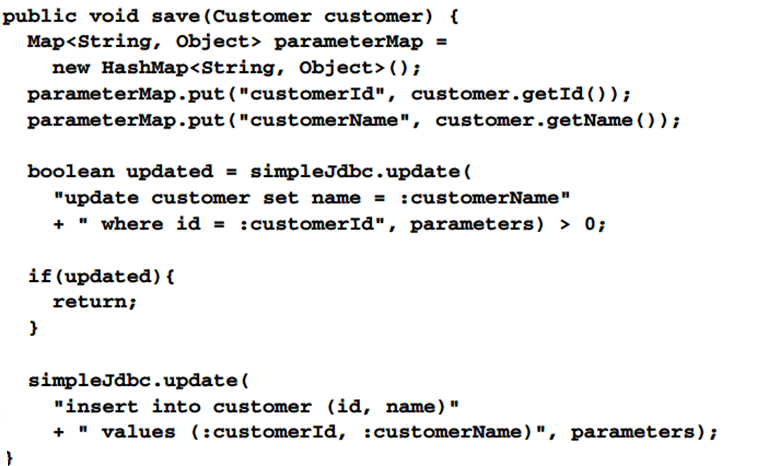 public void save(Customer customer) {
Map<String, Object> parameterMap =
new HashMap<String, Object>();
parameterMap.put("customerId", customer.getId());
parameterMap.put("customerName", customer.getName());
boolean updated = simpleJdbc.update(
"update customer set name = :customerName"
+ " where id = :customerId", parameters) > 0;
if(updated){
return;
}
simpleJdbc.update(
"insert into customer (id, name)"
+ " values (:customerId, :customerName)", parameters);
}